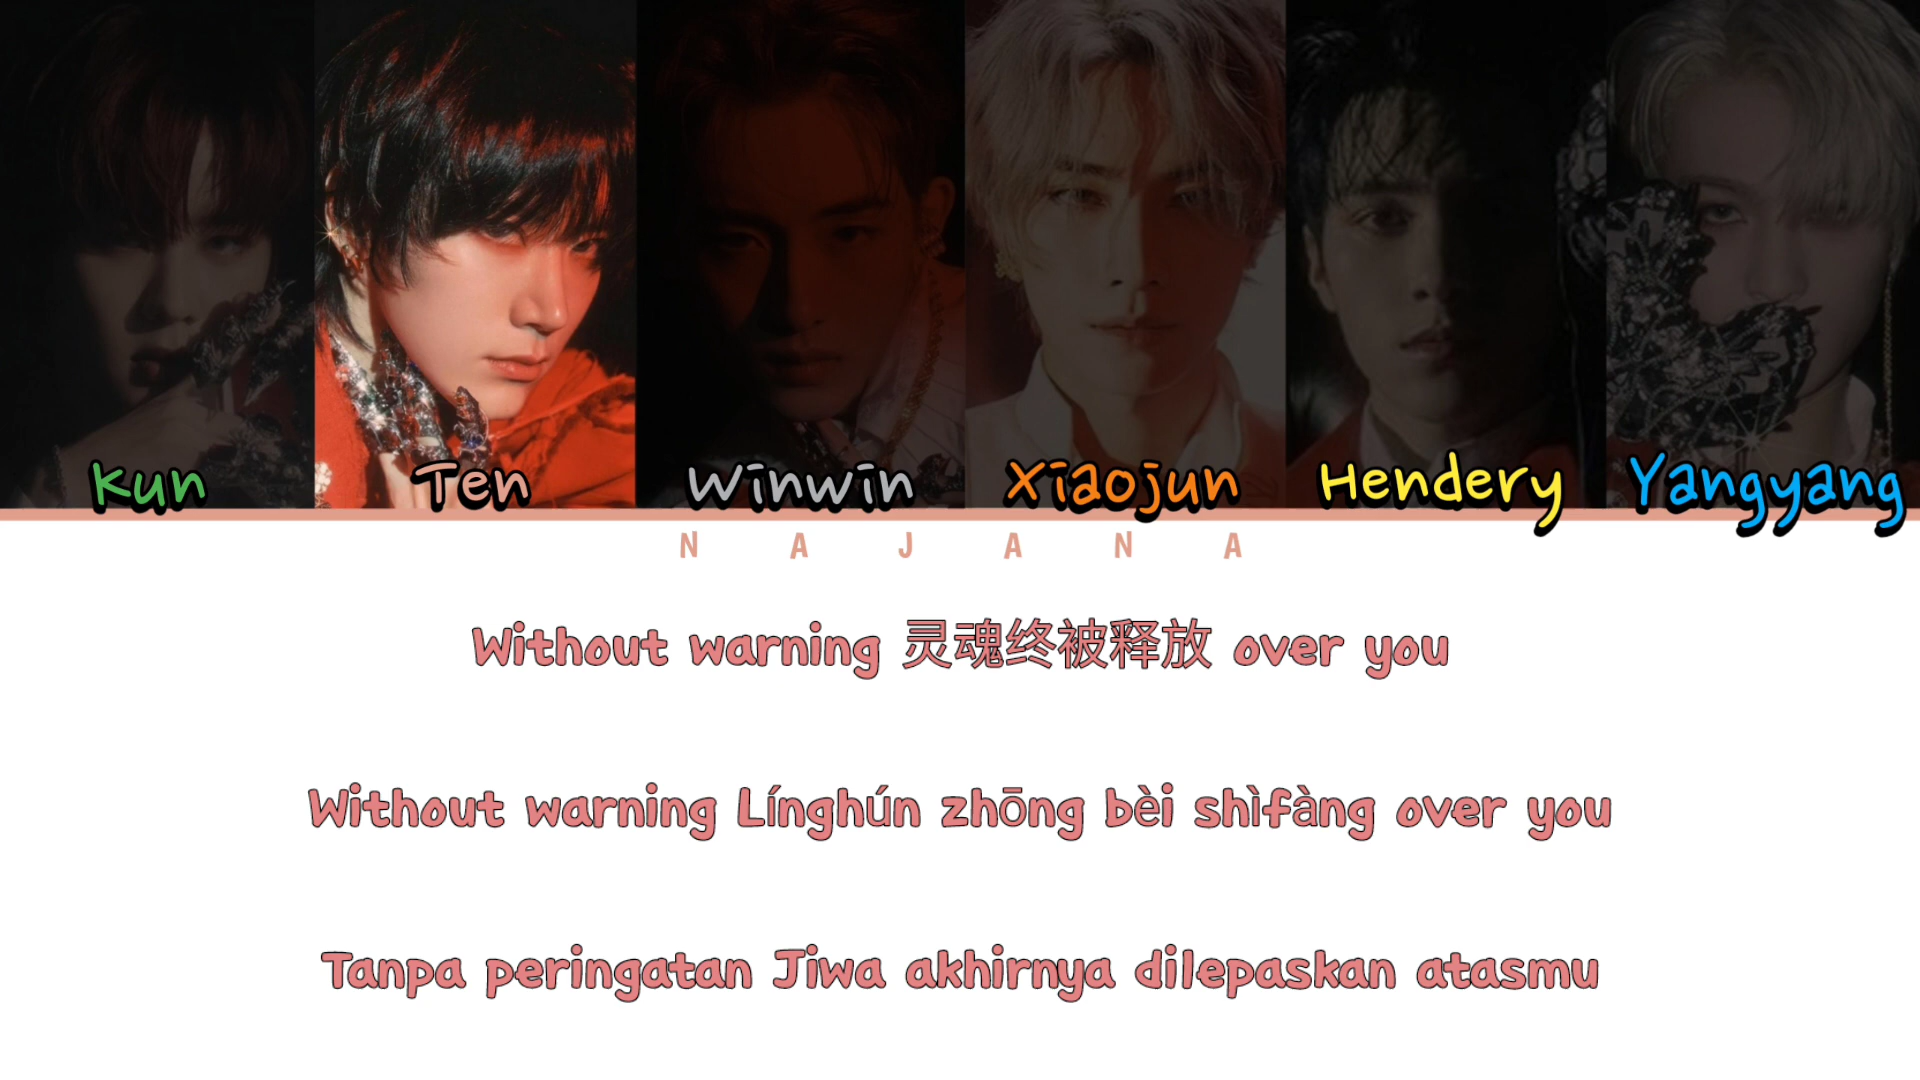 Kun Ten Winwin Xiaojun Hendery Yangyang
N A J A N A
Without warning 灵魂终被释放 over you
Without warning Línghún zhōng bèi shìfàng over you
Tanpa peringatan Jiwa akhirnya dilepaskan atasmu